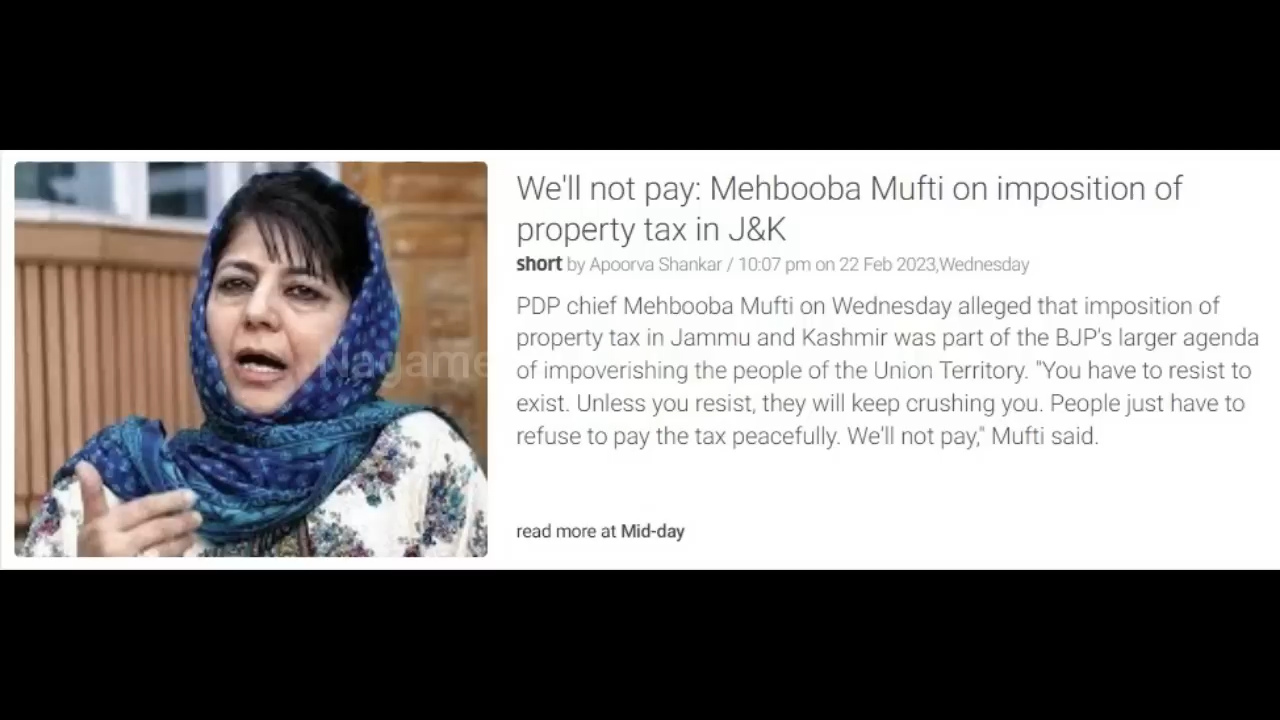 We'll not pay: Mehbooba Mufti on imposition of
property tax in J&K
short by Apoorva Shankar / 10:07 pm on 22 Feb 2023,Wednesday
PDP chief Mehbooba Mufti on Wednesday alleged that imposition of
property tax in Jammu and Kashmir was part of the BJP's larger agenda
of impoverishing the people of the Union Territory. "You have to resist to
exist. Unless you resist, they will keep crushing you. People just have to
refuse to pay the tax peacefully. We'll not pay," Mufti said.
read more at Mid-day